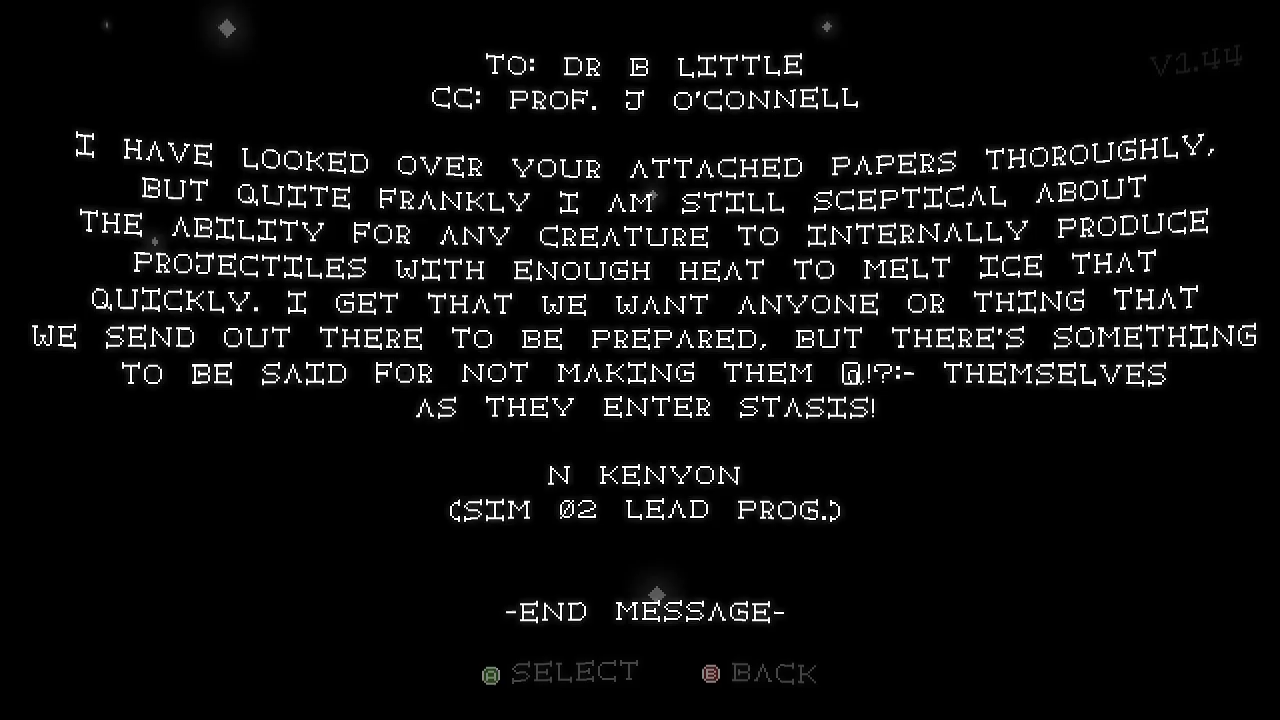 V1.44
TO: DR B LITTLE
CC: PROF. J O'CONNELL
I HAVE LOOKED OVER YOUR ATTACHED PAPERS THOROUGHLY,
BUT QUITE FRANKLY I AM STILL SCEPTICAL ABOUT
THE ABILITY FOR ANY CREATURE TO INTERNALLY PRODUCE
PROJECTILES WITH ENOUGH HEAT TO MELT ICE THAT
QUICKLY. I GET THAT WE WANT ANYONE OR THING THAT
WE SEND OUT THERE TO BE PREPARED, BUT THERE'S SOMETHING
TO BE SAID FOR NOT MAKING THEM @!?:- THEMSELVES
AS THEY ENTER STASIS!
N KENYON
(SIM 02 LEAD PROG.)
-END MESSAGE-
A SELECT B BACK